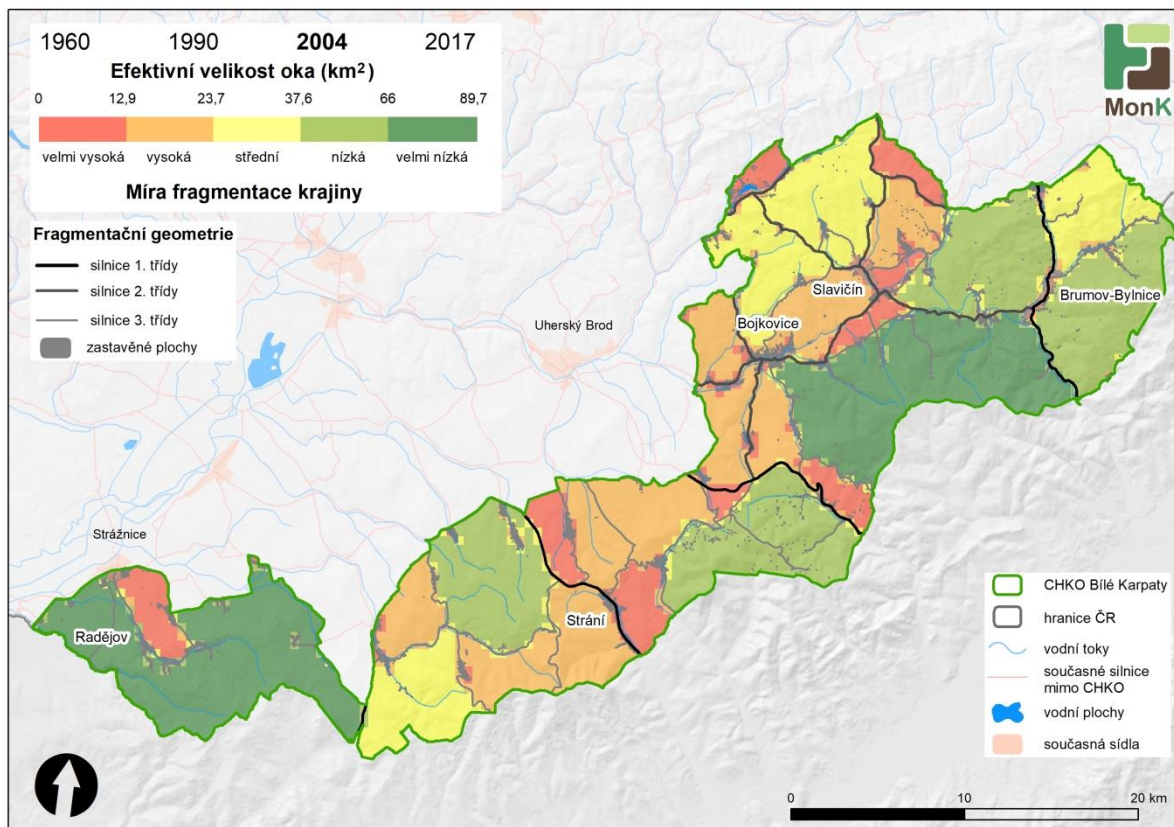 1960 1990 2004 2017
Efektivní velikost oka (km²)
0 12,9 23,7 37,6 66 89,7
velmi vysoká vysoká střední nízká velmi nízká
Míra fragmentace krajiny
Fragmentační geometrie
silnice 1. třídy
silnice 2. třídy
silnice 3. třídy
zastavěné plochy
MonK
Slavičín
Brumov-Bylnice
Uherský Brod
Bojkovice
Strážnice
Radějov
Strání
CHKO Bílé Karpaty
hranice ČR
vodní toky
současné silnice
mimo CHKO
vodní plochy
současná sídla
0 10 20 km